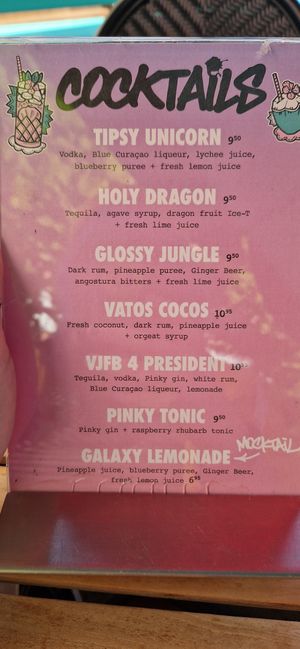 COCKTAILS
TIPSY UNICORN 9⁵⁰
Vodka, Blue Curaçao liqueur, lychee juice,
blueberry puree + fresh lemon juice
HOLY DRAGON 9⁵⁰
Tequila, agave syrup, dragon fruit Ice-T
+ fresh lime juice
GLOSSY JUNGLE 9⁵⁰
Dark rum, pineapple puree, Ginger Beer,
angostura bitters + fresh lime juice
VATOS COCOS 10⁹⁵
Fresh coconut, dark rum, pineapple juice
+ orgeat syrup
VJFB 4 PRESIDENT 10⁹⁵
Tequila, vodka, Pinky gin, white rum,
Blue Curaçao liqueur, lemonade
PINKY TONIC 9⁵⁰
Pinky gin + raspberry rhubarb tonic
MOCKTAIL
GALAXY LEMONADE
Pineapple juice, blueberry puree, Ginger Beer,
fresh lemon juice 6⁹⁵